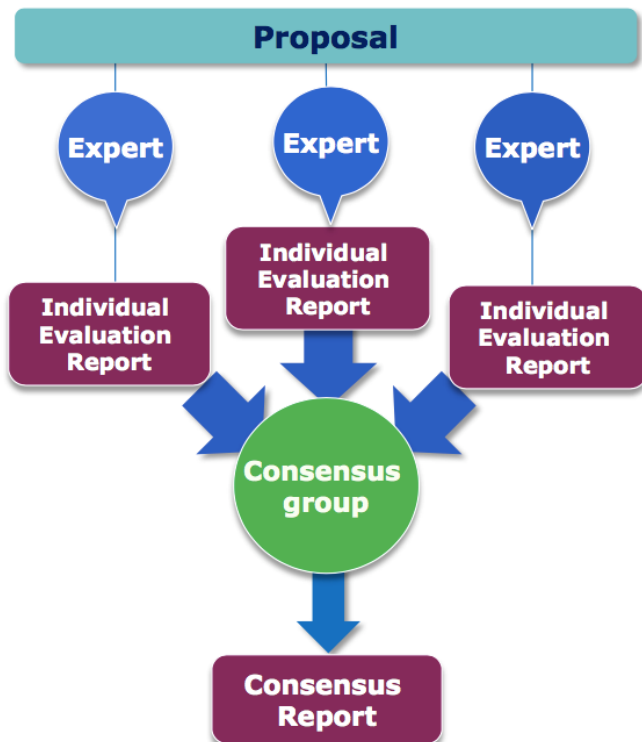 Proposal
Expert
Expert
Expert
Individual
Evaluation
Report
Individual
Evaluation
Report
Individual
Evaluation
Report
Consensus
group
Consensus
Report